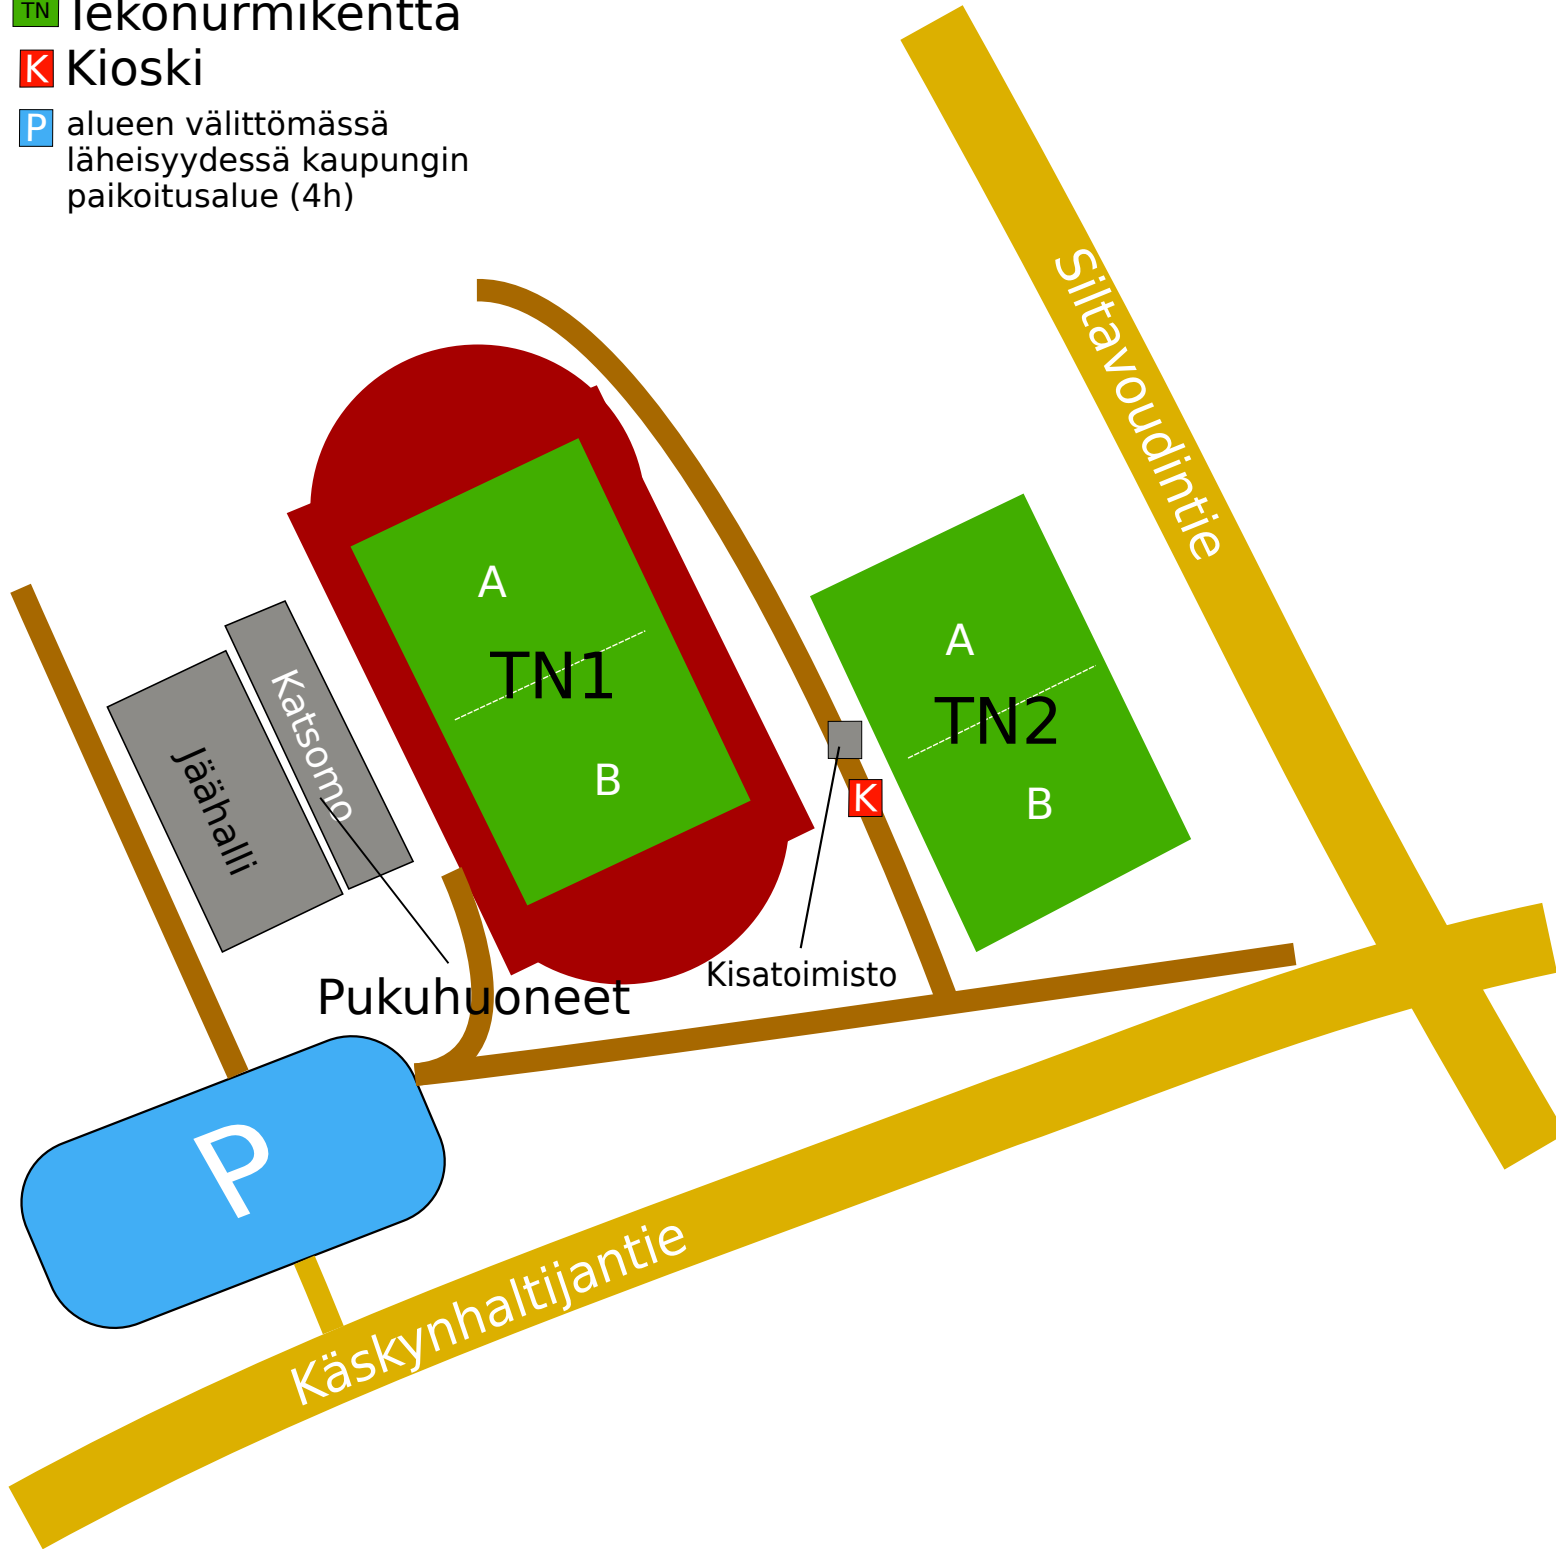 TN Tekonurmikenttä
K Kioski
P alueen välittömässä
läheisyydessä kaupungin
paikoitusalue (4h)
Siltavoudintie
A
TN1
B
A
TN2
B
Katsomo
Jäähalli
K
Kisatoimisto
Pukuhuoneet
P
Käskynhaltijantie